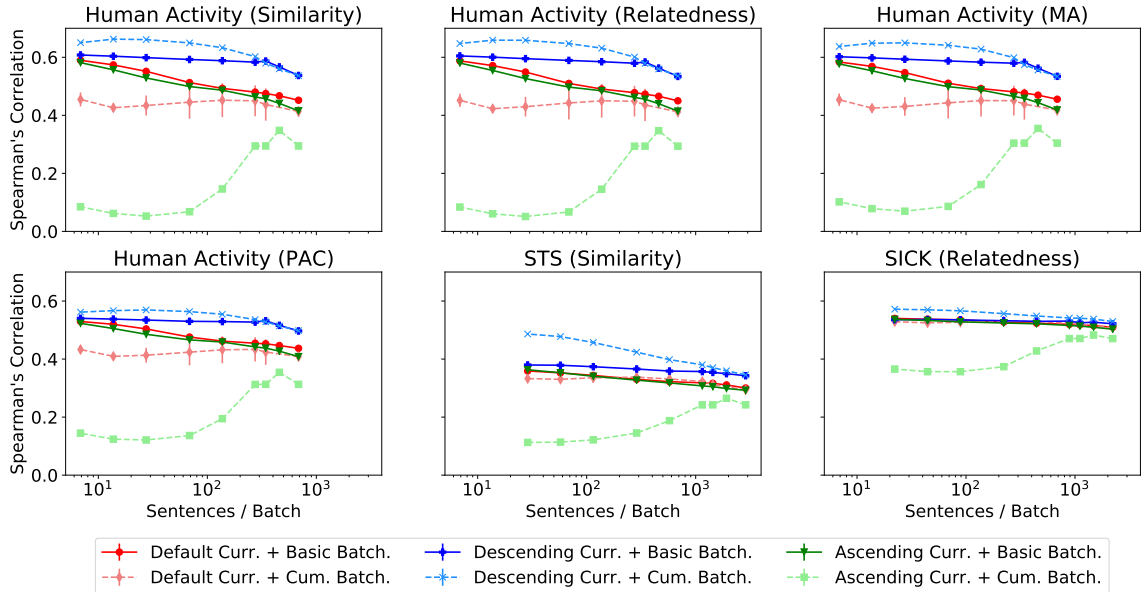 Human Activity (Similarity)
Human Activity (Relatedness)
Human Activity (MA)
Spearman's Correlation
0.6
0.4
0.2
0.0
Human Activity (PAC)
STS (Similarity)
SICK (Relatedness)
Spearman's Correlation
0.6
0.4
0.2
0.0
10¹ 10² 10³
10¹ 10² 10³
10¹ 10² 10³
Sentences / Batch
Sentences / Batch
Sentences / Batch
Default Curr. + Basic Batch.
Descending Curr. + Basic Batch.
Ascending Curr. + Basic Batch.
Default Curr. + Cum. Batch.
Descending Curr. + Cum. Batch.
Ascending Curr. + Cum. Batch.